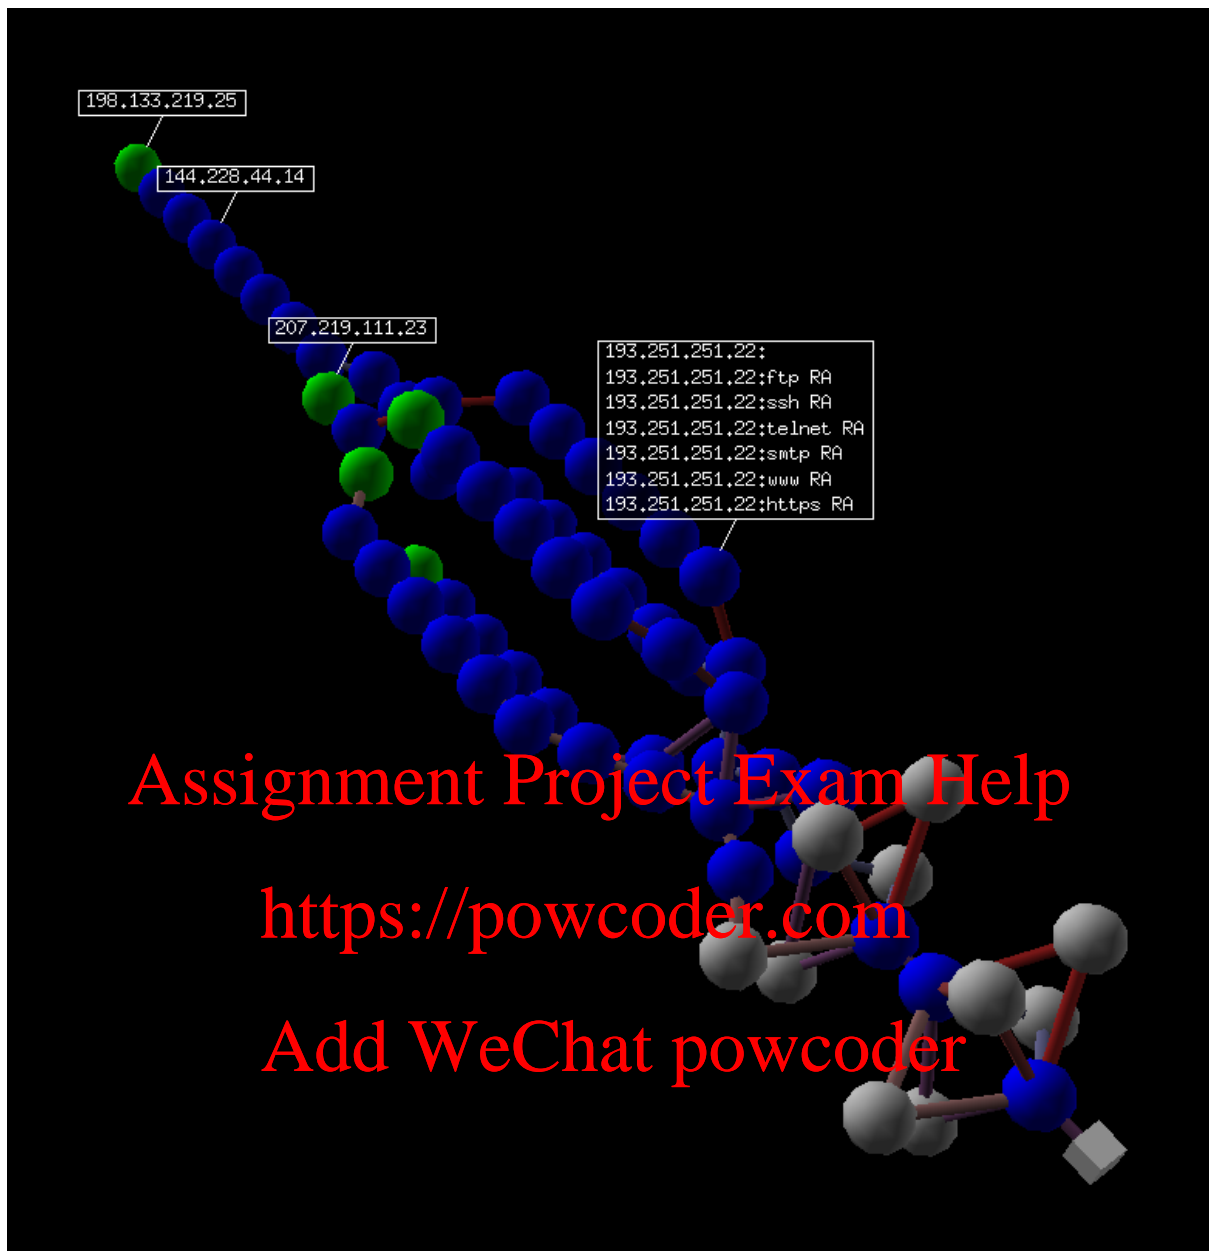 198.133.219.25
144.228.44.14
207.219.111.23
193.251.251.22:
193.251.251.22:ftp RA
193.251.251.22:ssh RA
193.251.251.22:telnet RA
193.251.251.22:smtp RA
193.251.251.22:www RA
193.251.251.22:https RA
Assignment Project Exam Help
https://powcoder.com
Add WeChat powcoder